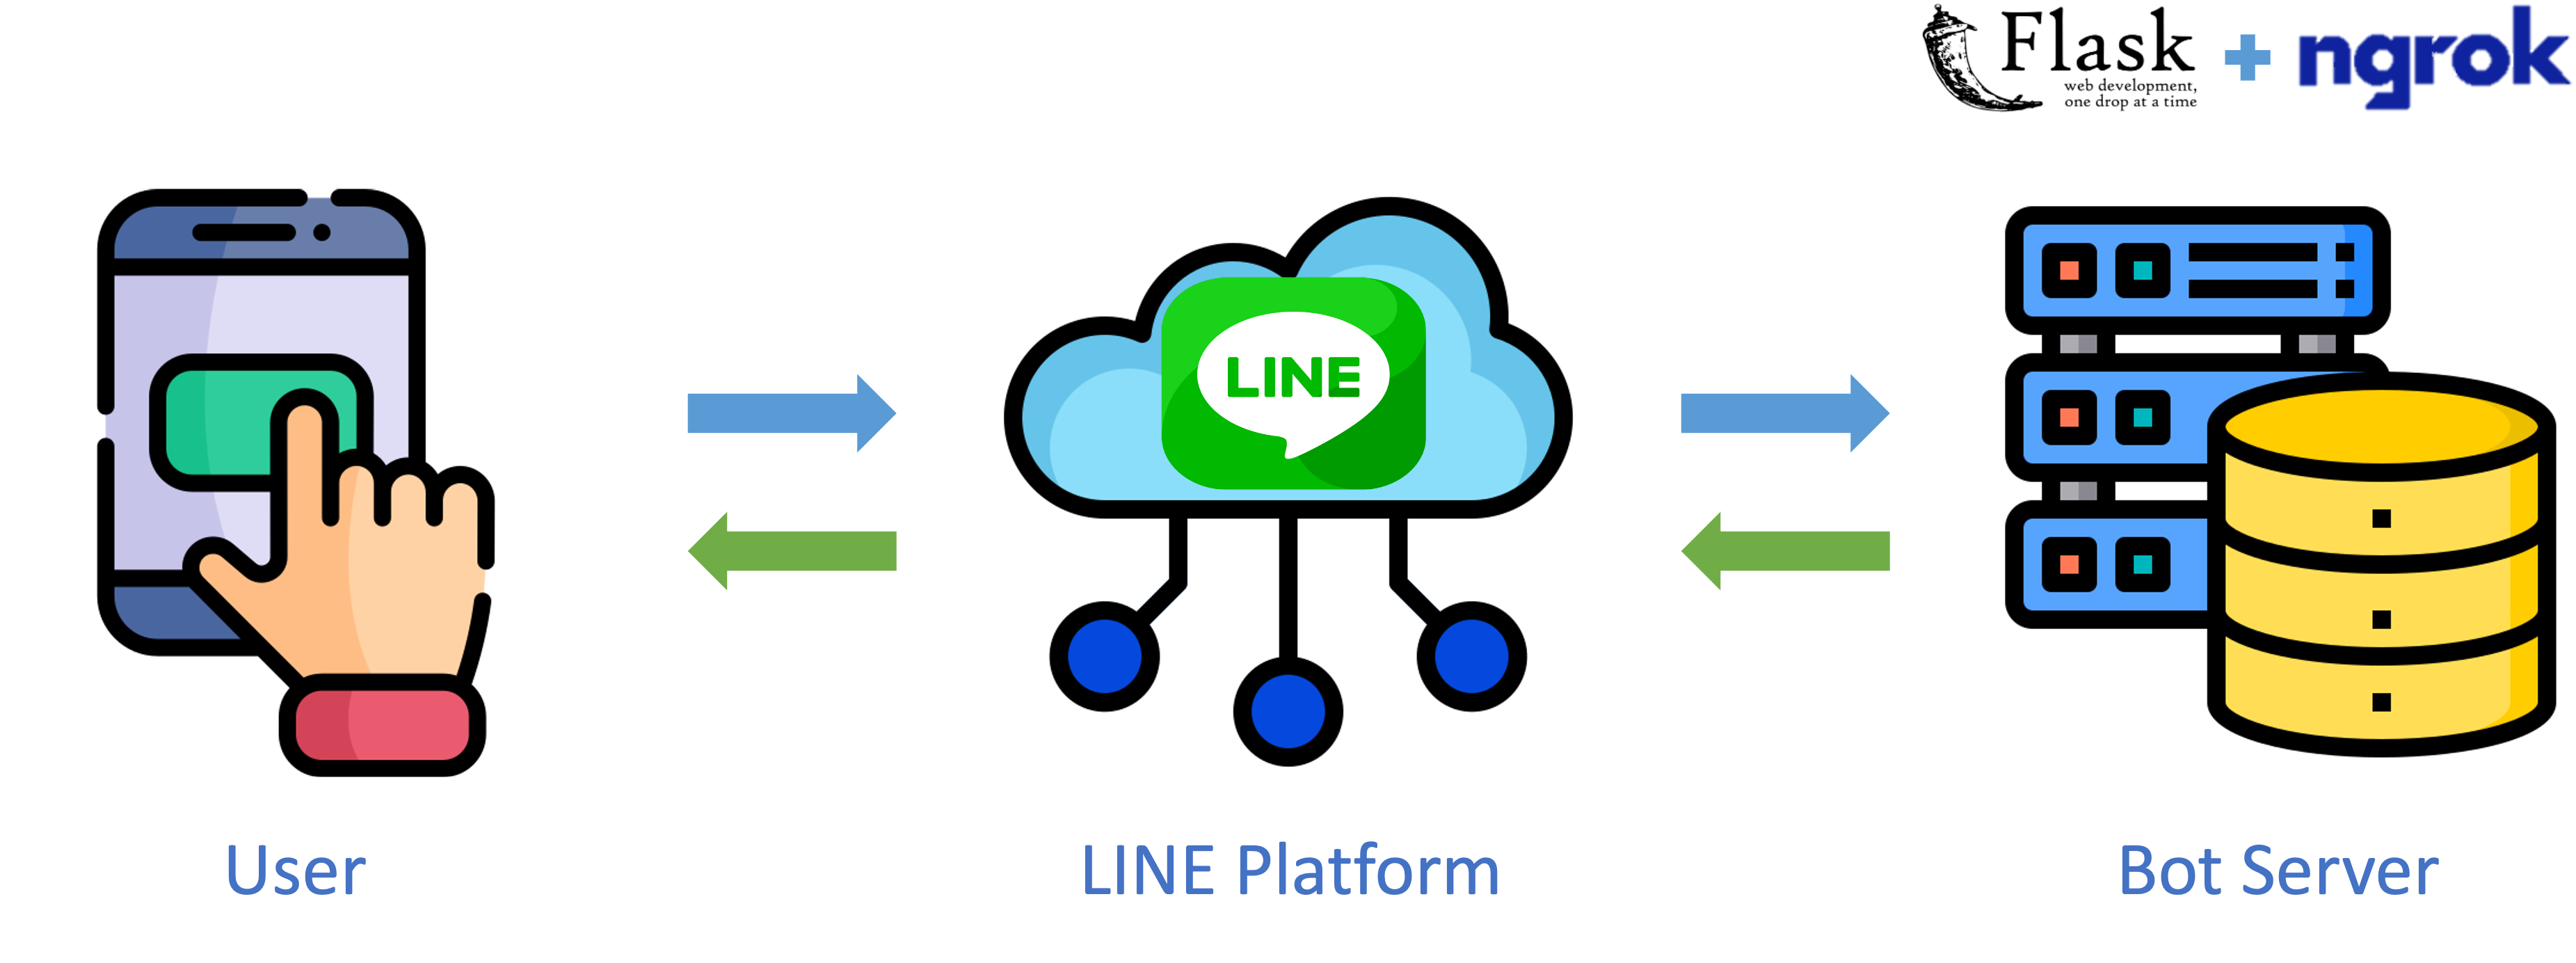 Flask
web development,
one drop at a time
ngrok
LINE
User
LINE Platform
Bot Server